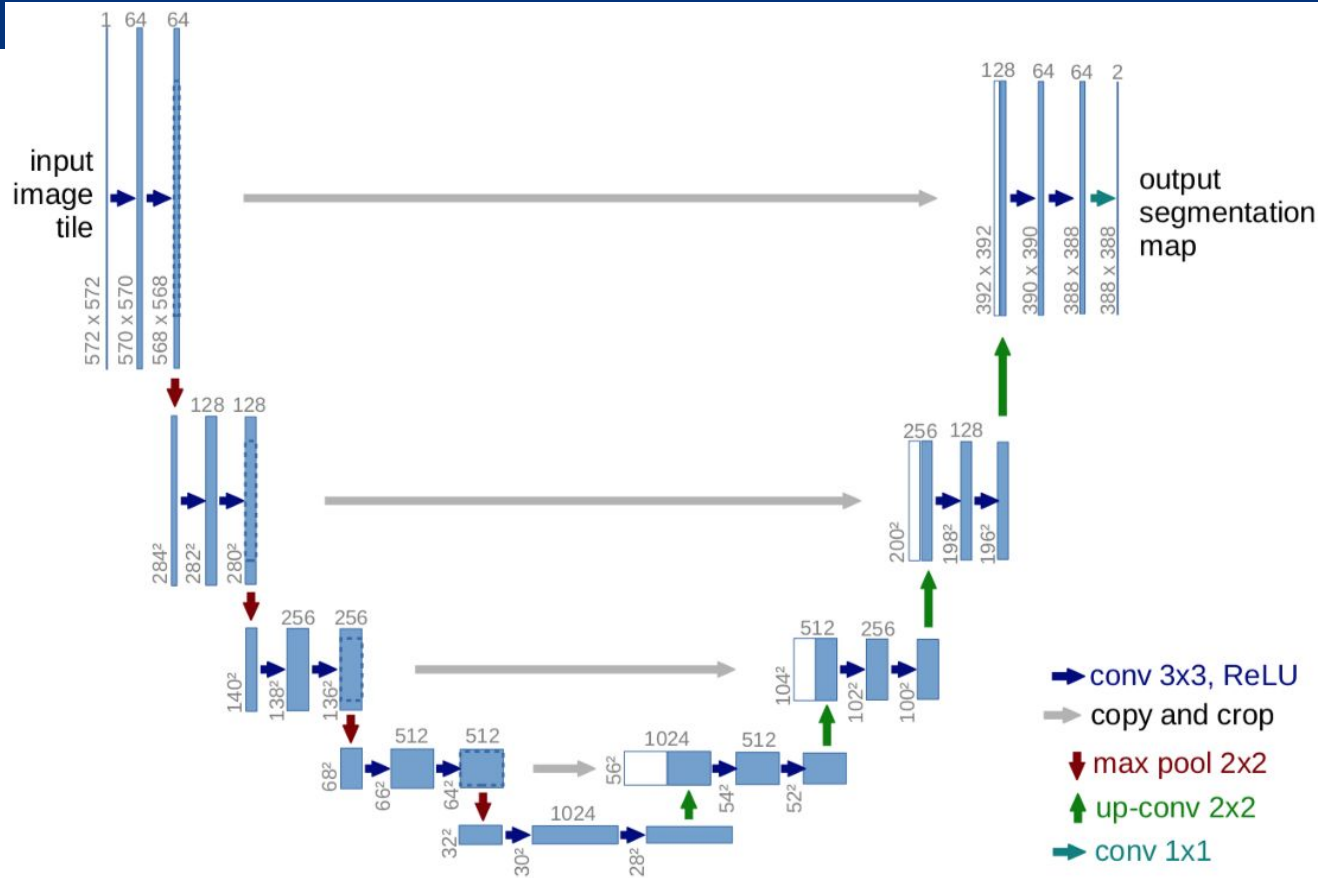 1 64 64
128 64 64 2
input
image
tile
output
segmentation
map
572 x 572
570 x 570
568 x 568
392 x 392
390 x 390
388 x 388
388 x 388
128 128
256 128
284²
282²
280²
200²
198²
196²
256 256
512 256
140²
138²
136²
104²
102²
100²
512 512
1024 512
68²
66²
64²
56²
54²
52²
1024
32²
30²
28²
conv 3x3, ReLU
copy and crop
max pool 2x2
up-conv 2x2
conv 1x1